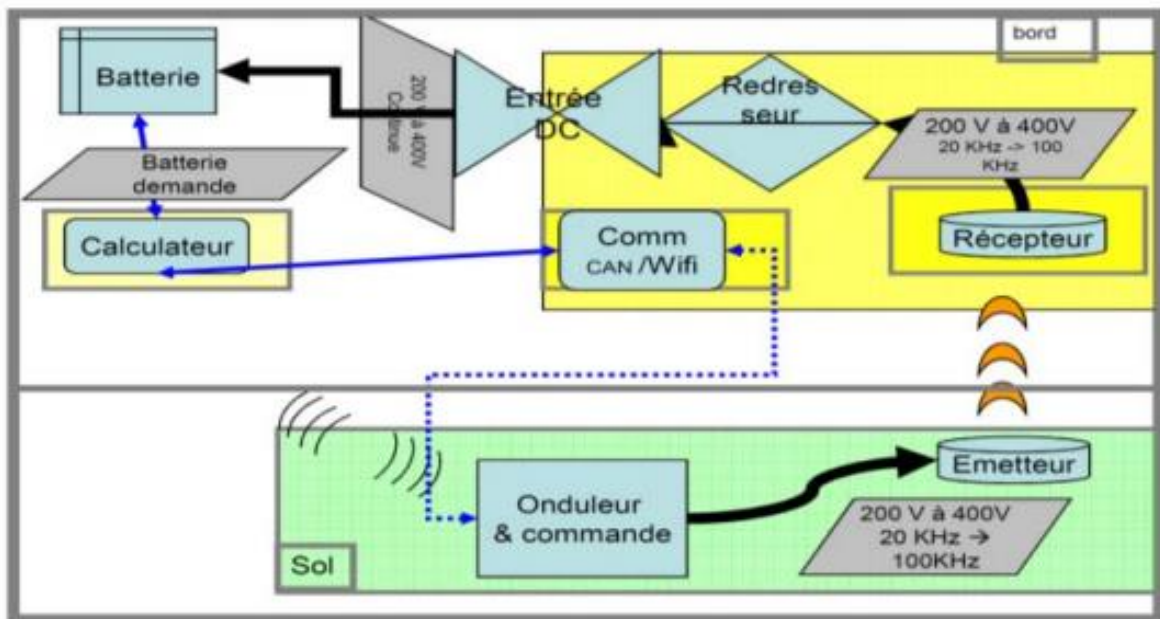 bord
Batterie
200 V à 400V
Continue
Entrée
DC
Redres
seur
200 V à 400V
20 KHz -> 100
KHz
Batterie
demande
Calculateur
Comm
CAN /Wifi
Récepteur
Onduleur
& commande
Emetteur
200 V à 400V
20 KHz →
100KHz
Sol